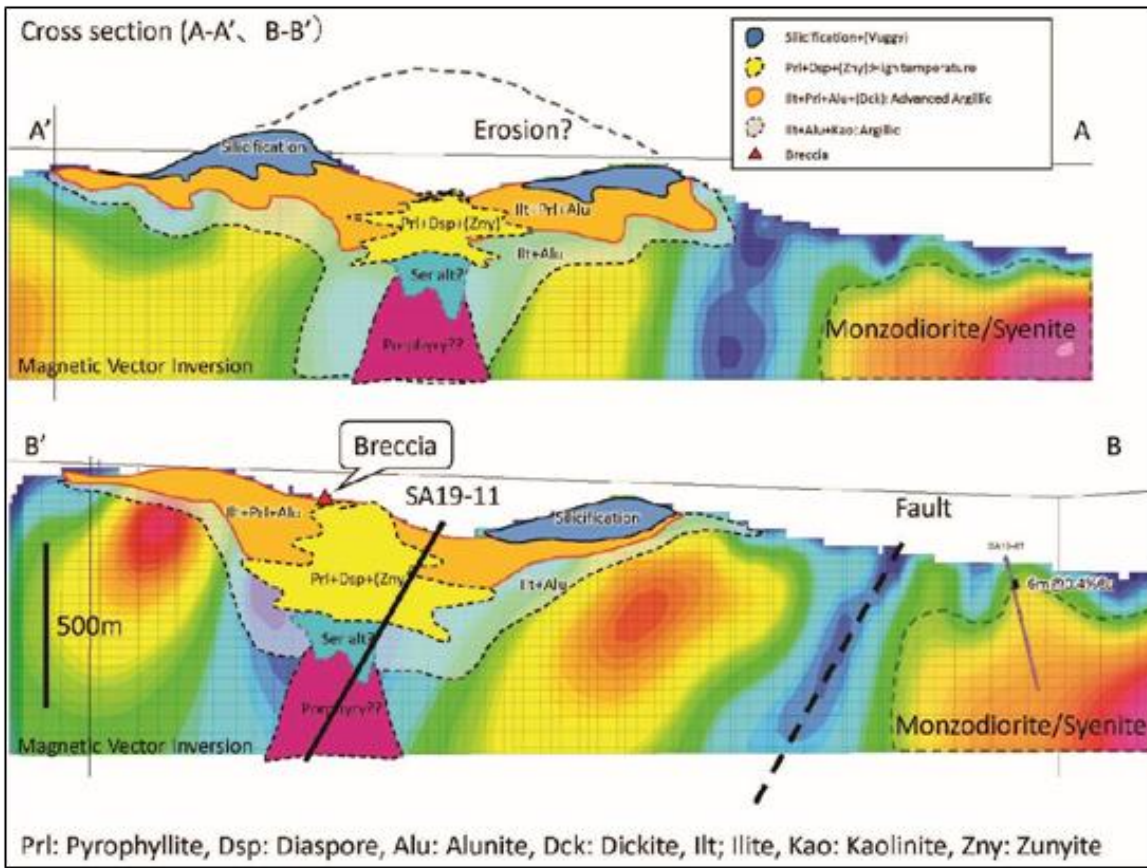 Cross section (A-A'、B-B')
Silicification+(Vuggy)
Prl+Dsp+(Zny):High temperature
Ilt+Prl+Alu+(Dck): Advanced Argillic
Ilt+Alu+Kao: Argillic
Breccia
A'
Erosion?
A
Silicification
Ilt+Prl+Alu
Prl+Dsp+(Zny)
Ilt+Alu
Ser alt?
Porphyry??
Monzodiorite/Syenite
Magnetic Vector Inversion
B'
Breccia
B
SA19-11
Fault
Ilt+Prl+Alu
Silicification
Prl+Dsp+(Zny)
Ilt+Alu
500m
Ser alt?
Porphyry??
Monzodiorite/Syenite
Magnetic Vector Inversion
Prl: Pyrophyllite, Dsp: Diaspore, Alu: Alunite, Dck: Dickite, Ilt; Ilite, Kao: Kaolinite, Zny: Zunyite